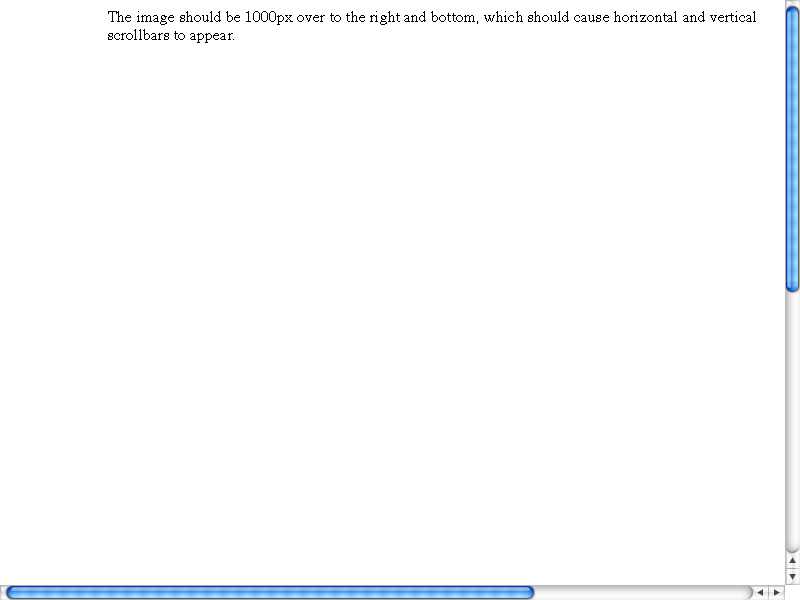 The image should be 1000px over to the right and bottom, which should cause horizontal and vertical
scrollbars to appear.